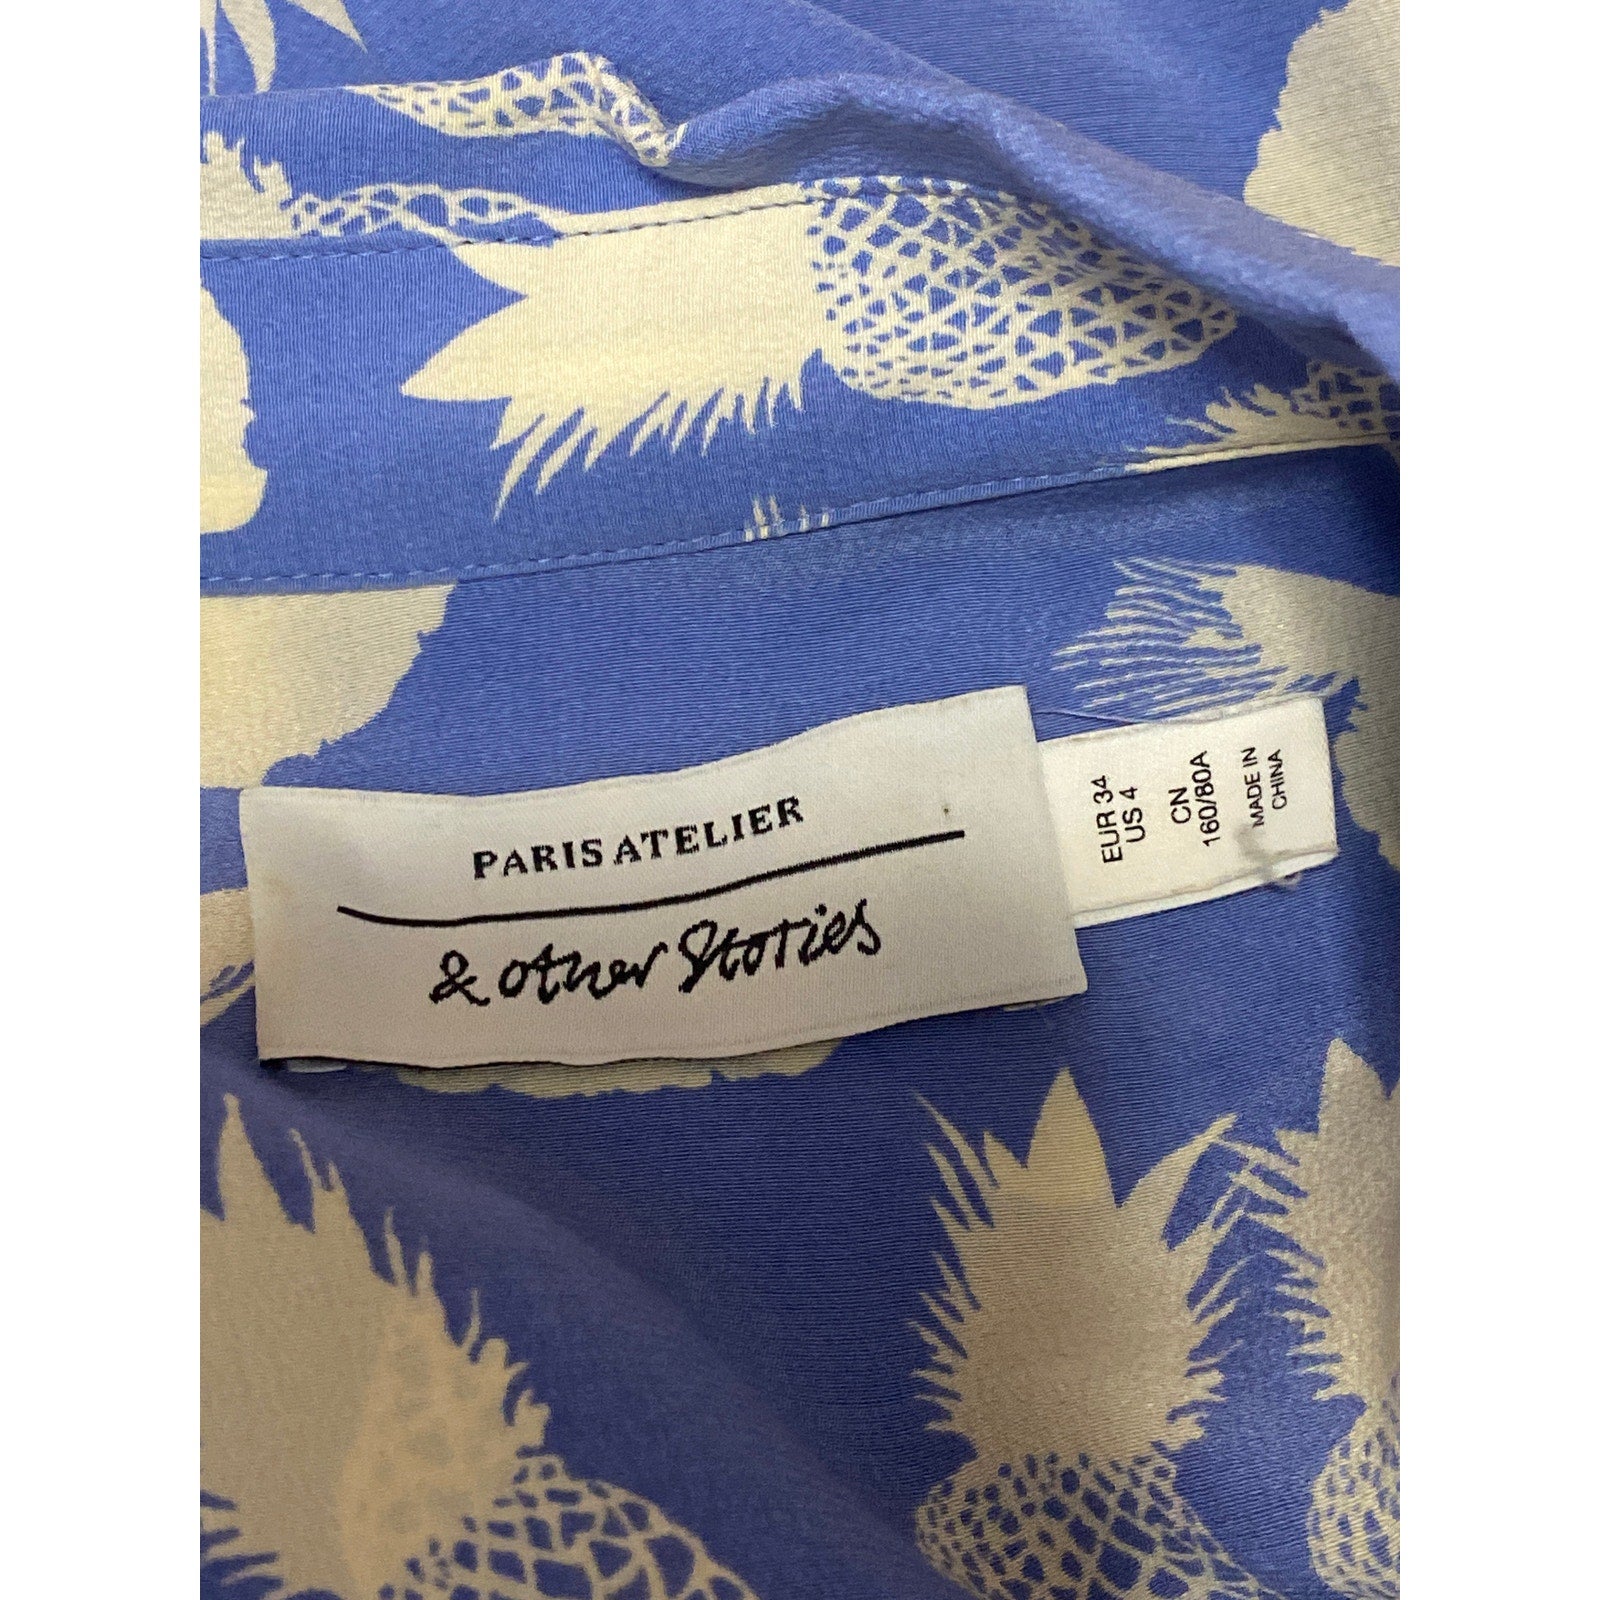 PARIS ATELIER
& other Stories
EUR 34
US 4
CN
160/80A
MADE IN
CHINA